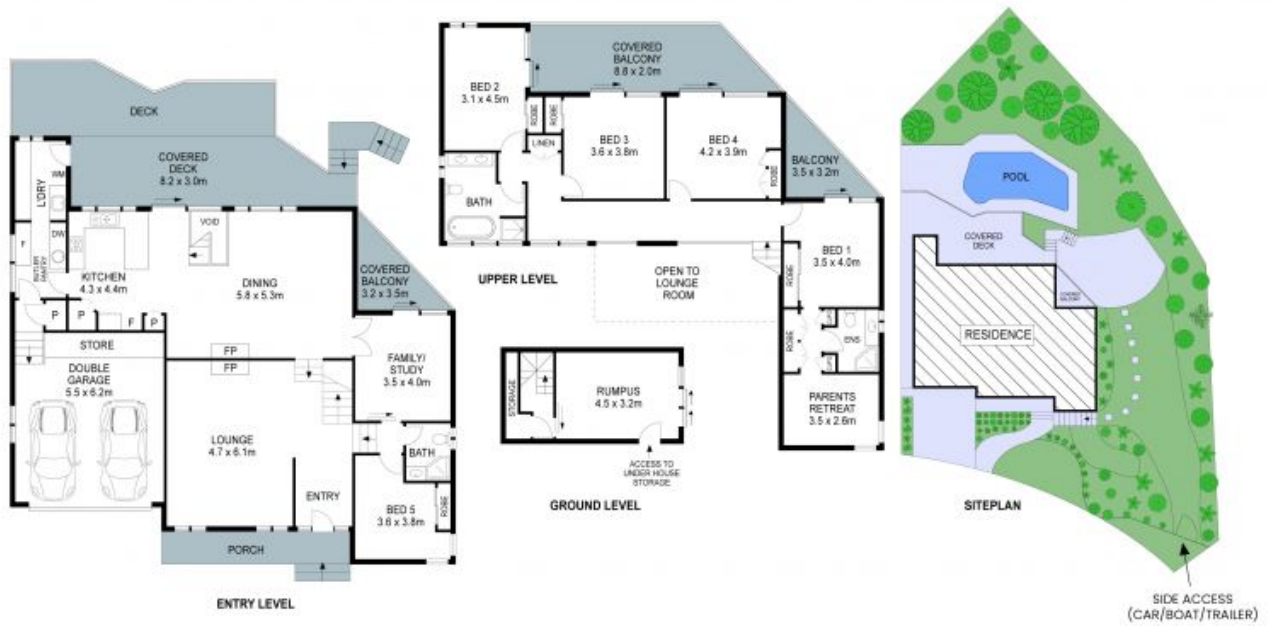 DECK
COVERED
DECK
8.2 x 3.0m
L'DRY
WM
F
BUTLER
PANTRY
DW
VOID
KITCHEN
4.3 x 4.4m
DINING
5.8 x 5.3m
COVERED
BALCONY
3.2 x 3.5m
P
P
F
P
STORE
FP
FP
DOUBLE
GARAGE
5.5 x 6.2m
FAMILY/
STUDY
3.5 x 4.0m
LOUNGE
4.7 x 6.1m
BATH
ENTRY
BED 5
3.6 x 3.8m
ROBE
PORCH
ENTRY LEVEL
COVERED
BALCONY
8.8 x 2.0m
BED 2
3.1 x 4.5m
ROBE
ROBE
LINEN
BED 3
3.6 x 3.8m
BED 4
4.2 x 3.9m
ROBE
BALCONY
3.5 x 3.2m
BATH
UPPER LEVEL
OPEN TO
LOUNGE
ROOM
BED 1
3.5 x 4.0m
ROBE
ROBE
ENS
PARENTS
RETREAT
3.5 x 2.6m
STORAGE
RUMPUS
4.5 x 3.2m
ACCESS TO
UNDER HOUSE
STORAGE
GROUND LEVEL
POOL
COVERED
DECK
COVERED
BALCONY
RESIDENCE
SITEPLAN
SIDE ACCESS
(CAR/BOAT/TRAILER)